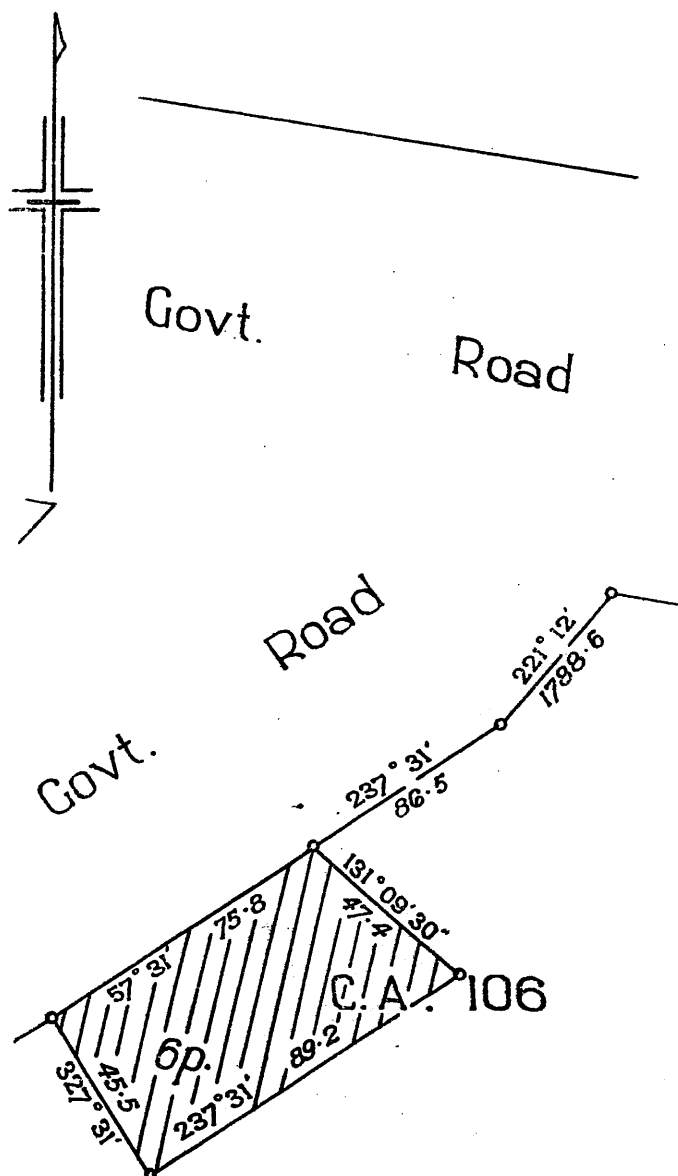 Govt.
Road
Road
Govt.
221° 12'
1788·6
237° 31'
86·5
131° 09' 30"
47·4
75·8
57° 31'
C.A. 106
6p.
89·2
237° 31'
45·5
327° 31'